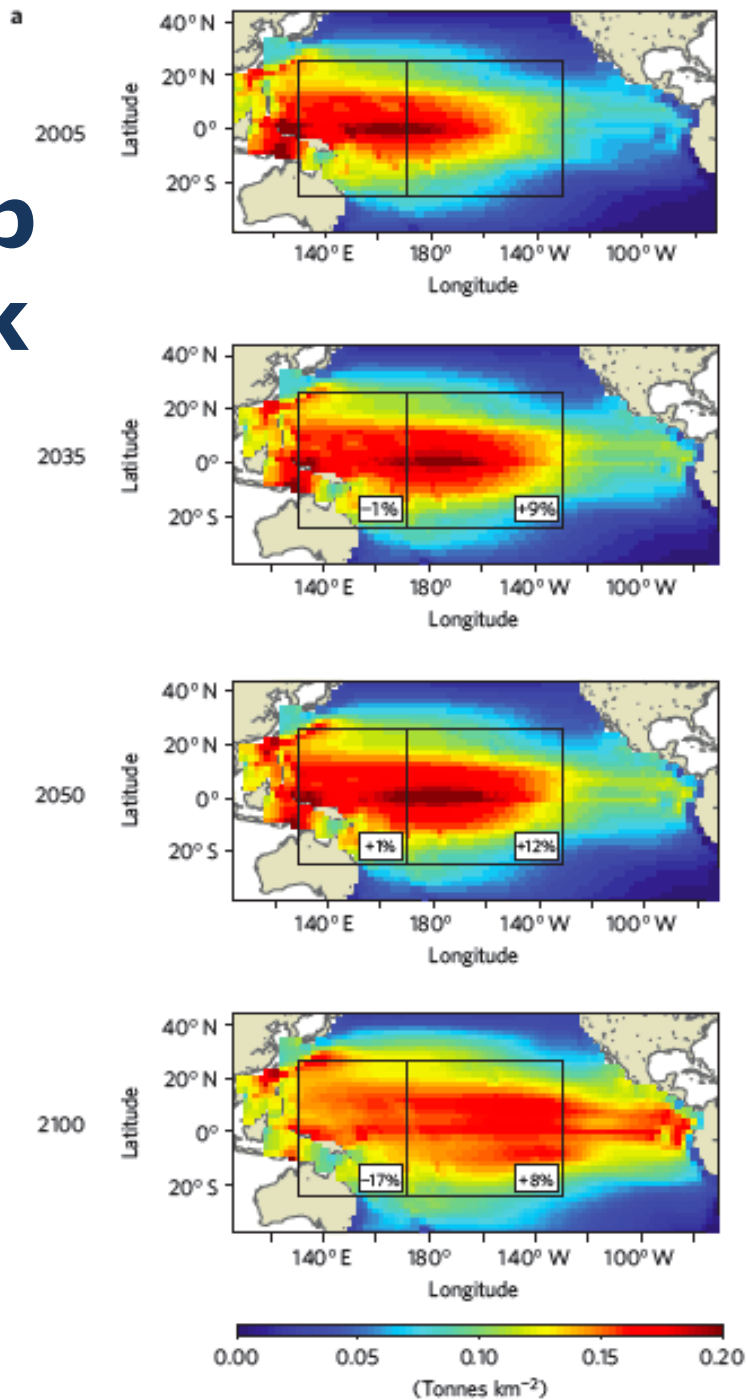 a
40° N
20° N
0°
20° S
Latitude
2005
140° E 180° 140° W 100° W
Longitude
40° N
20° N
0°
20° S
Latitude
2035
–1% +9%
140° E 180° 140° W 100° W
Longitude
40° N
20° N
0°
20° S
Latitude
2050
+1% +12%
140° E 180° 140° W 100° W
Longitude
40° N
20° N
0°
20° S
Latitude
2100
–17% +8%
140° E 180° 140° W 100° W
Longitude
0.00 0.05 0.10 0.15 0.20
(Tonnes km⁻²)